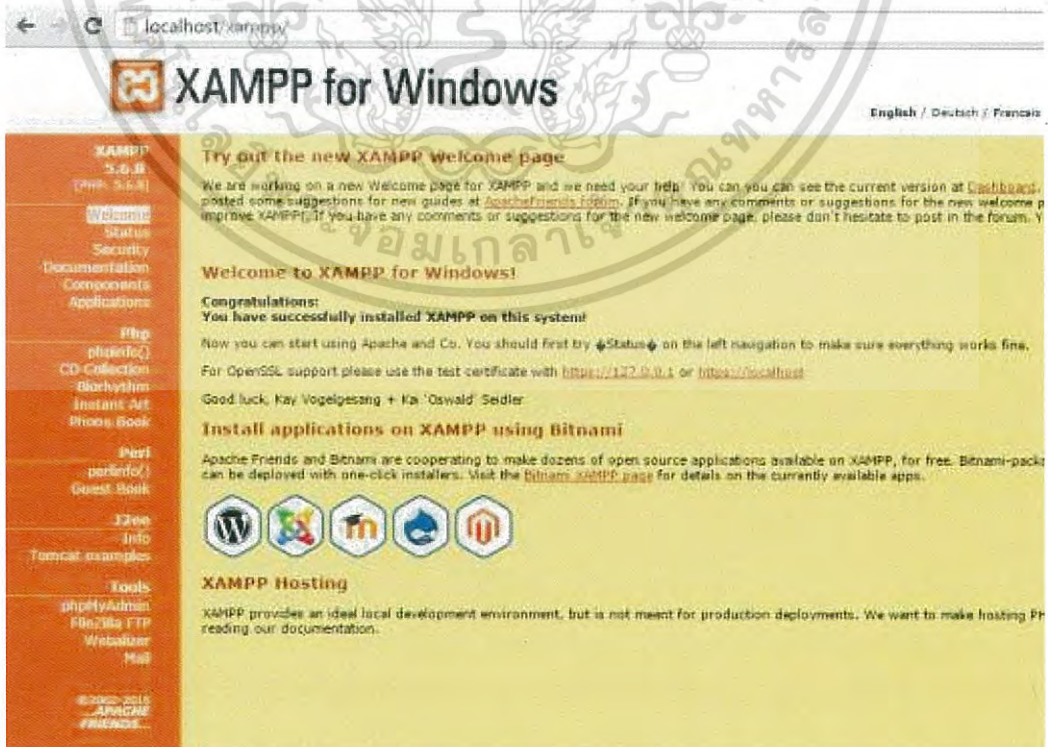 localhost/xampp/
XAMPP for Windows
English / Deutsch / Francais
XAMPP
5.6.8
[PHP: 5.6.8]
Welcome
Status
Security
Documentation
Components
Applications
Php
phpinfo()
CD Collection
Biorhythm
Instant Art
Phone Book
Perl
perlinfo()
Guest Book
J2ee
Info
Tomcat examples
Tools
phpMyAdmin
FileZilla FTP
Webalizer
Mail
©2002-2015
...APACHE
FRIENDS...
Try out the new XAMPP welcome page
We are working on a new Welcome page for XAMPP and we need your help! You can you can see the current version at Dashboard.
posted some suggestions for new guides at ApacheFriends Forum. If you have any comments or suggestions for the new welcome p
improve XAMPP!. If you have any comments or suggestions for the new welcome page, please don't hesitate to post in the forum. Y
Welcome to XAMPP for Windows!
Congratulations:
You have successfully installed XAMPP on this system!
Now you can start using Apache and Co. You should first try �Status� on the left navigation to make sure everything works fine.
For OpenSSL support please use the test certificate with https://127.0.0.1 or https://localhost
Good luck, Kay Vogelgesang + Kai 'Oswald' Seidler
Install applications on XAMPP using Bitnami
Apache Friends and Bitnami are cooperating to make dozens of open source applications available on XAMPP, for free. Bitnami-packa
can be deployed with one-click installers. Visit the Bitnami XAMPP page for details on the currently available apps.
XAMPP Hosting
XAMPP provides an ideal local development environment, but is not meant for production deployments. We want to make hosting PH
reading our documentation.